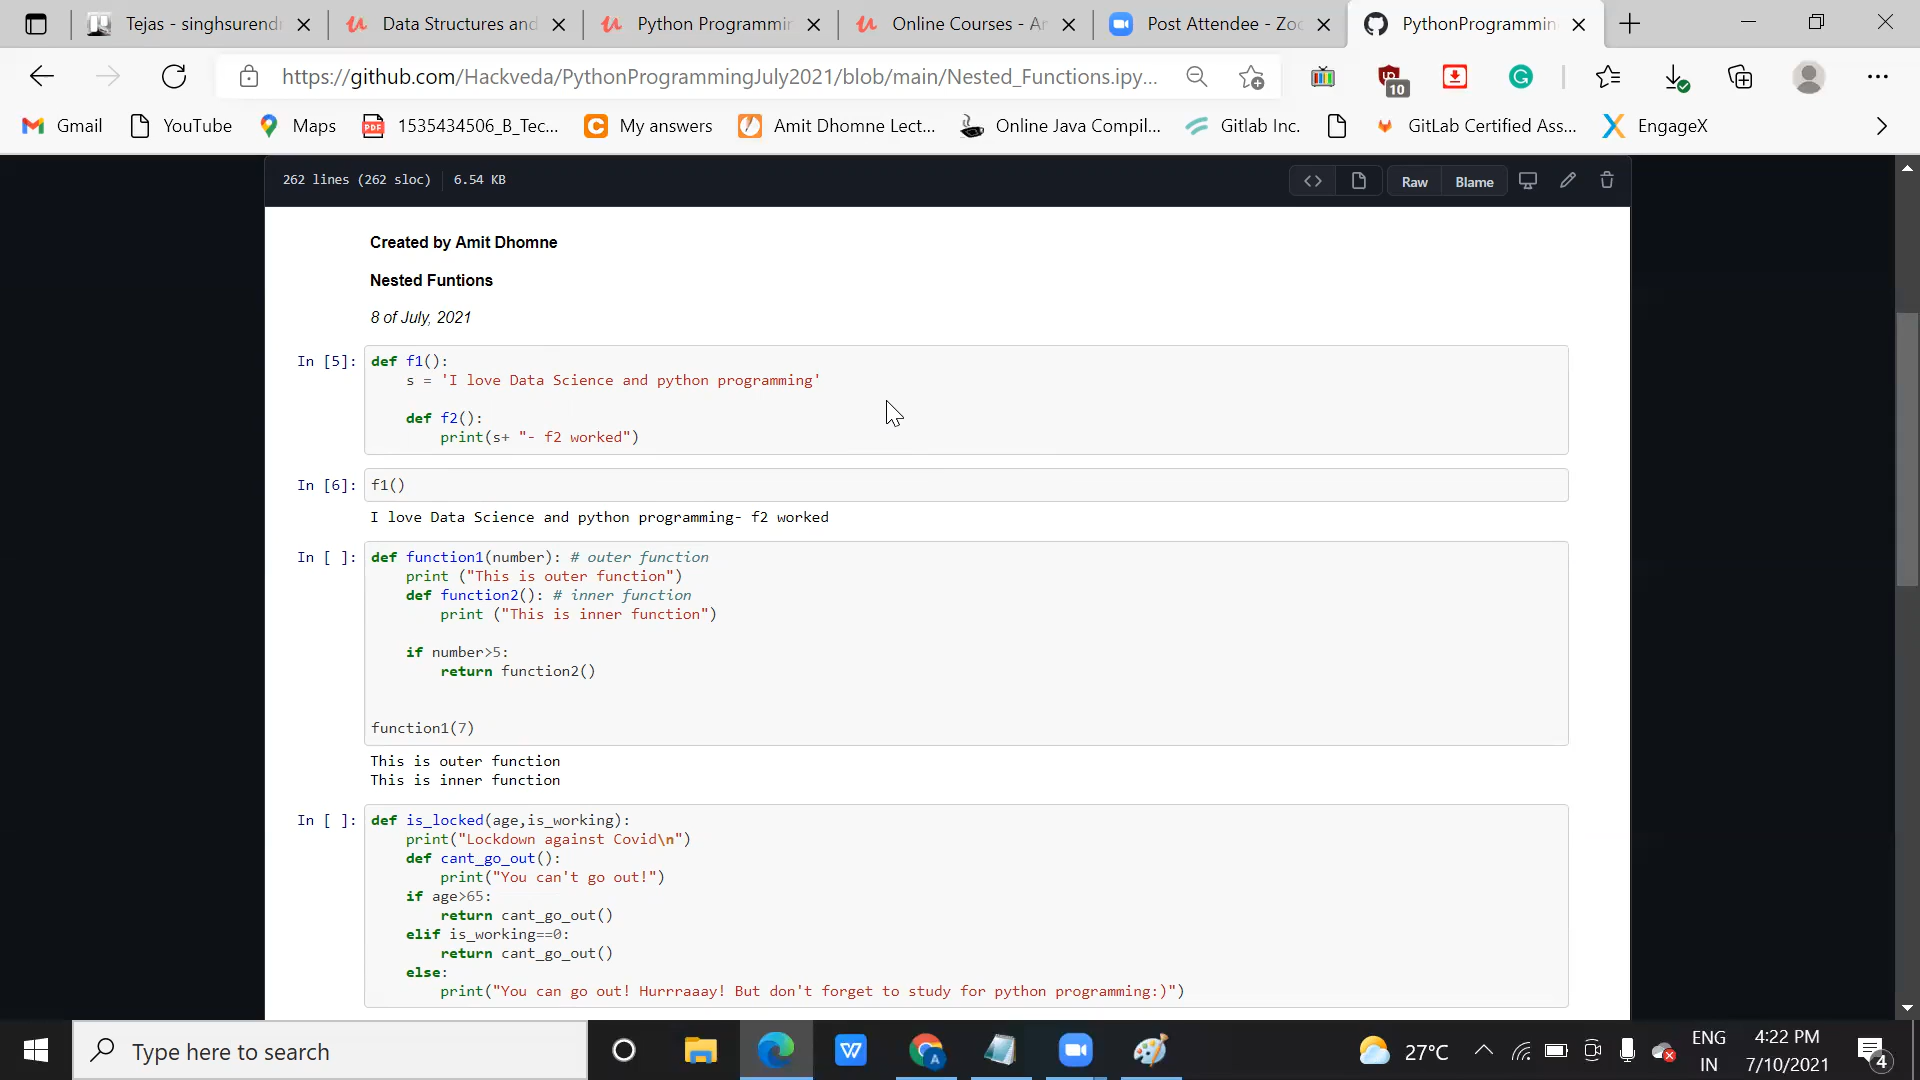 Tejas - singhsurendr
Data Structures and
Python Programmin
Online Courses - An
Post Attendee - Zoo
PythonProgrammin
https://github.com/Hackveda/PythonProgrammingJuly2021/blob/main/Nested_Functions.ipy...
10
Gmail
YouTube
Maps
PDF
1535434506_B_Tec...
My answers
Amit Dhomne Lect...
Online Java Compil...
Gitlab Inc.
GitLab Certified Ass...
EngageX
262 lines (262 sloc)
6.54 KB
Raw
Blame
Created by Amit Dhomne
Nested Funtions
8 of July, 2021
In [5]:
def f1():
    s = 'I love Data Science and python programming'
    def f2():
        print(s+ "- f2 worked")
In [6]:
f1()
I love Data Science and python programming- f2 worked
In [ ]:
def function1(number): # outer function
    print ("This is outer function")
    def function2(): # inner function
        print ("This is inner function")
    if number>5:
        return function2()
function1(7)
This is outer function
This is inner function
In [ ]:
def is_locked(age,is_working):
    print("Lockdown against Covid\n")
    def cant_go_out():
        print("You can't go out!")
    if age>65:
        return cant_go_out()
    elif is_working==0:
        return cant_go_out()
    else:
        print("You can go out! Hurrraaay! But don't forget to study for python programming:)")
Type here to search
27°C
ENG
IN
4:22 PM
7/10/2021
4